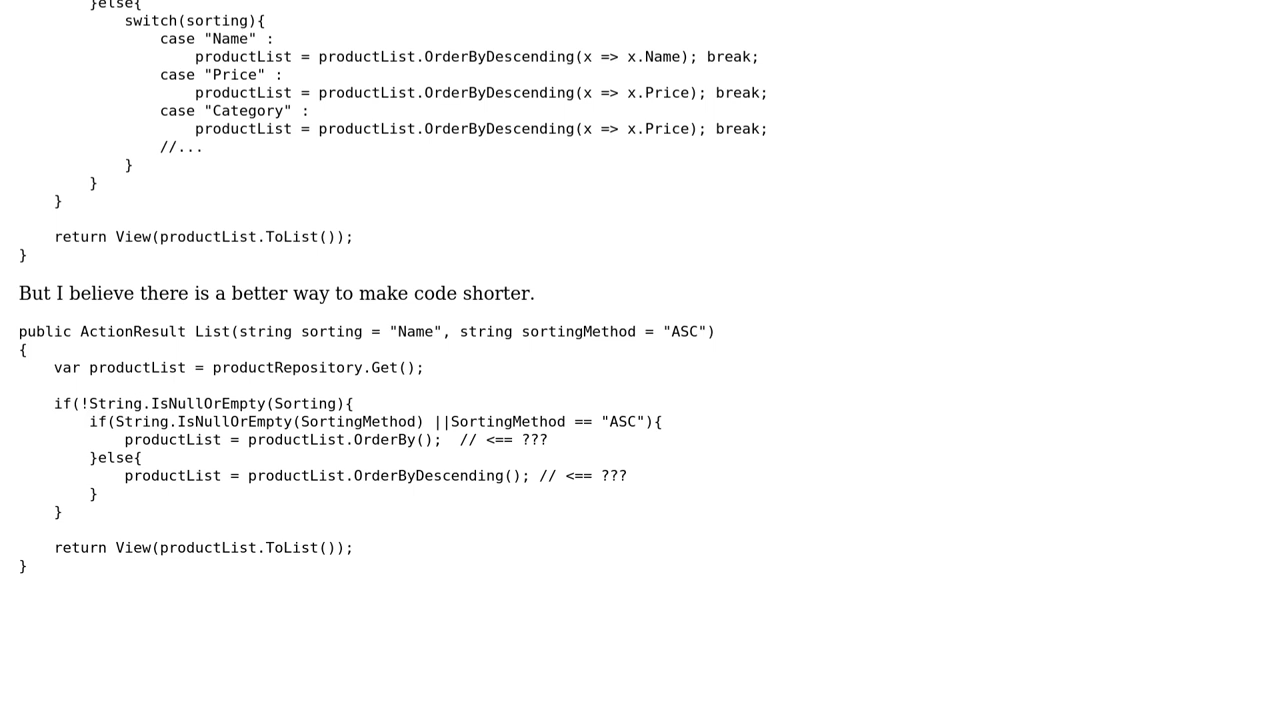 }else{
            switch(sorting){
                case "Name" :
                    productList = productList.OrderByDescending(x => x.Name); break;
                case "Price" :
                    productList = productList.OrderByDescending(x => x.Price); break;
                case "Category" :
                    productList = productList.OrderByDescending(x => x.Price); break;
                //...
            }
        }
    }

    return View(productList.ToList());
}
But I believe there is a better way to make code shorter.
public ActionResult List(string sorting = "Name", string sortingMethod = "ASC")
{
    var productList = productRepository.Get();

    if(!String.IsNullOrEmpty(Sorting){
        if(String.IsNullOrEmpty(SortingMethod) ||SortingMethod == "ASC"){
            productList = productList.OrderBy();  // <== ???
        }else{
            productList = productList.OrderByDescending(); // <== ???
        }
    }

    return View(productList.ToList());
}